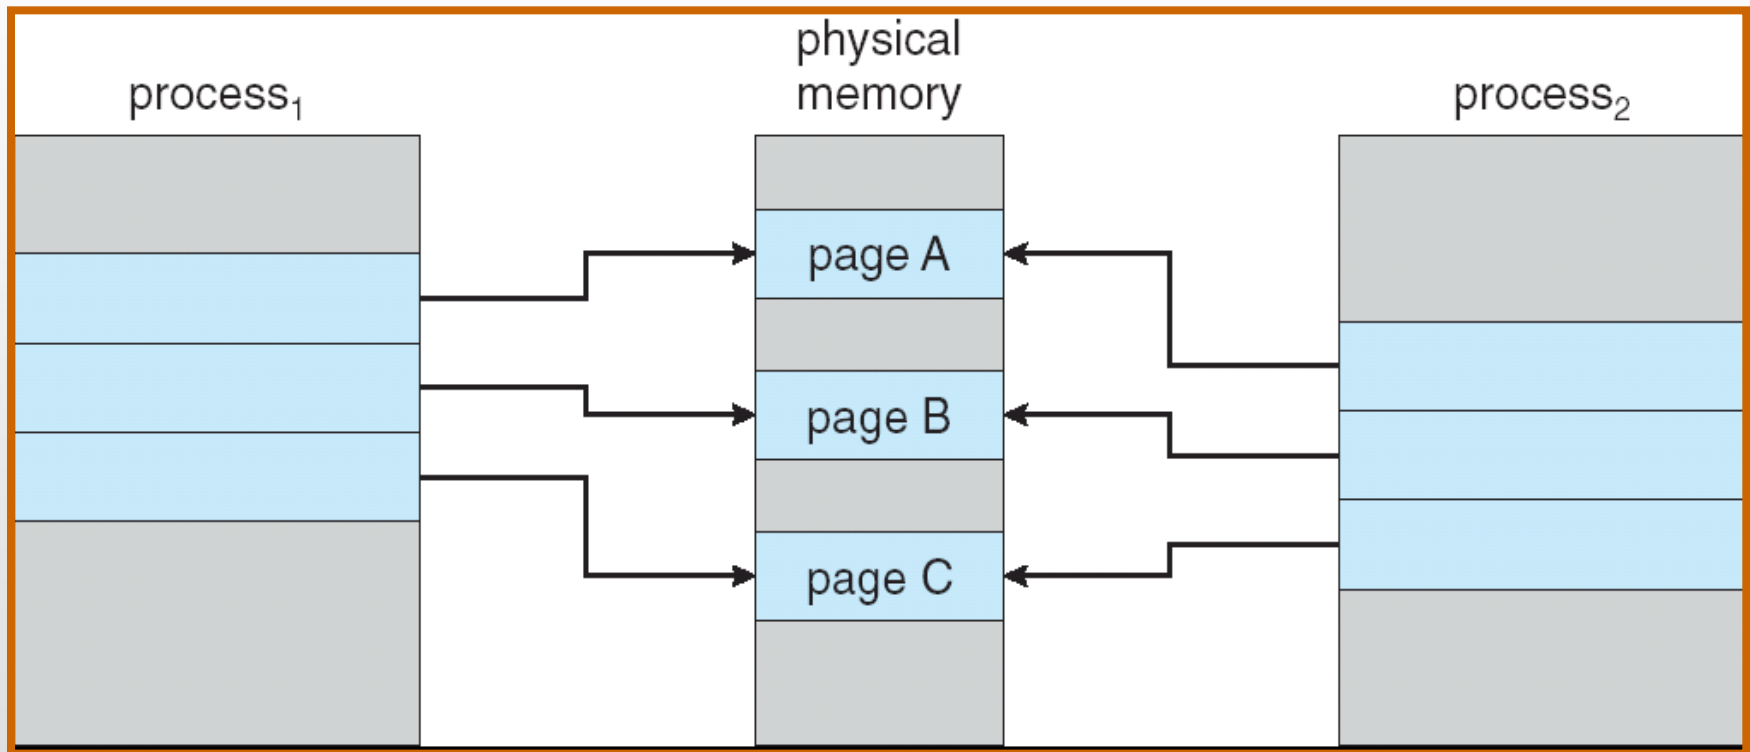 physical
memory
process₁
process₂
page A
page B
page C